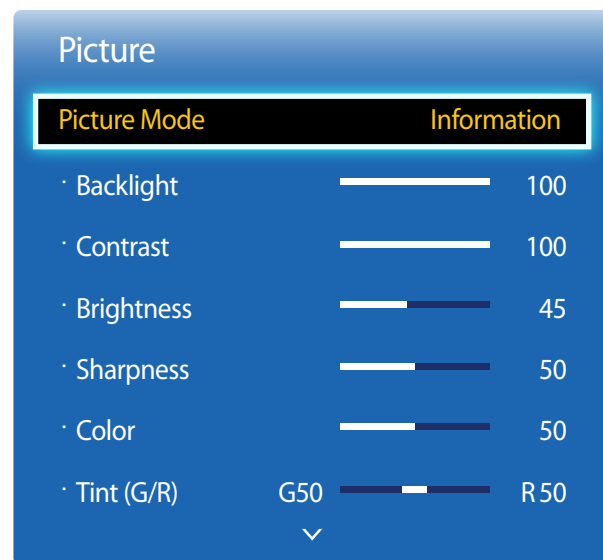 Picture
Picture Mode Information
· Backlight 100
· Contrast 100
· Brightness 45
· Sharpness 50
· Color 50
· Tint (G/R) G50 R50